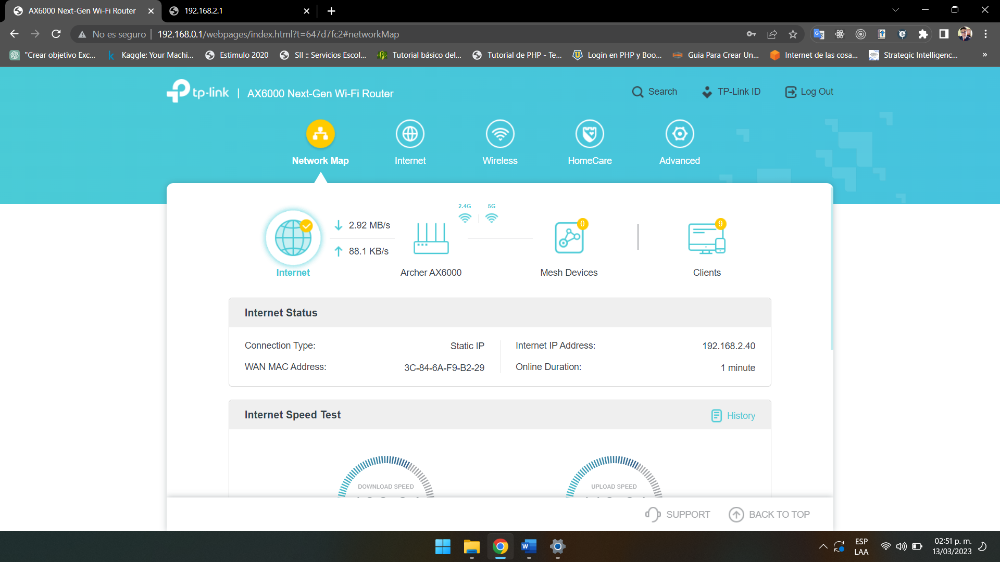 AX6000 Next-Gen Wi-Fi Router
192.168.2.1
No es seguro | 192.168.0.1/webpages/index.html?t=647d7fc2#networkMap
"Crear objetivo Exc...
Kaggle: Your Machi...
Estimulo 2020
SII :: Servicios Escol...
Tutorial básico del...
Tutorial de PHP - Te...
Login en PHP y Boo...
Guia Para Crear Un...
Internet de las cosa...
Strategic Intelligenc...
»
tp-link | AX6000 Next-Gen Wi-Fi Router
Search
TP-Link ID
Log Out
Network Map
Internet
Wireless
HomeCare
Advanced
2.4G
5G
2.92 MB/s
88.1 KB/s
0
9
Internet
Archer AX6000
Mesh Devices
Clients
Internet Status
Connection Type: Static IP
Internet IP Address: 192.168.2.40
WAN MAC Address: 3C-84-6A-F9-B2-29
Online Duration: 1 minute
Internet Speed Test
History
DOWNLOAD SPEED
UPLOAD SPEED
SUPPORT
BACK TO TOP
ESP
LAA
02:51 p. m.
13/03/2023